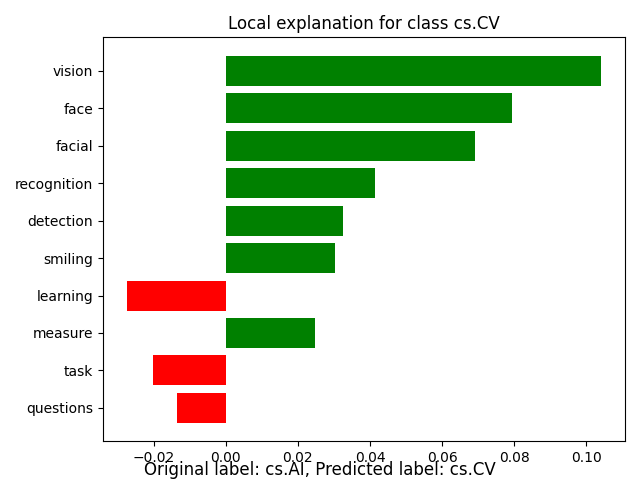 Local explanation for class cs.CV
vision
face
facial
recognition
detection
smiling
learning
measure
task
questions
−0.02 0.00 0.02 0.04 0.06 0.08 0.10
Original label: cs.AI, Predicted label: cs.CV